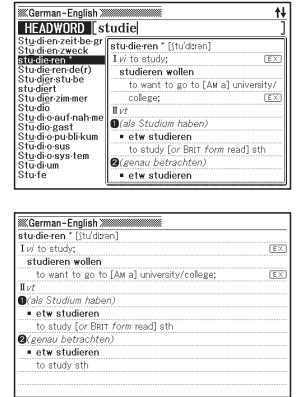 German-English
HEADWORD [studie ]
Stu·di·en·zeit·be·gr
Stu·di·en·zweck
stu·die·ren *
Stu·die·ren·de(r)
Stu·dier·stu·be
stu·diert
Stu·dier·zim·mer
Stu·dio
Stu·di·o·auf·nah·me
Stu·dio·gast
Stu·di·o·pu·bli·kum
Stu·di·o·sus
Stu·di·o·sys·tem
Stu·di·um
Stu·fe
stu·die·ren * [ʃtuˈdiːrən]
I vi to study; EX
studieren wollen
to want to go to [AM a] university/
college; EX
II vt
❶(als Studium haben)
▪ etw studieren
to study [or BRIT form read] sth
❷(genau betrachten)
▪ etw studieren
German-English
stu·die·ren * [ʃtuˈdiːrən]
I vi to study; EX
studieren wollen
to want to go to [AM a] university/college; EX
II vt
❶(als Studium haben)
▪ etw studieren
to study [or BRIT form read] sth
❷(genau betrachten)
▪ etw studieren
to study sth